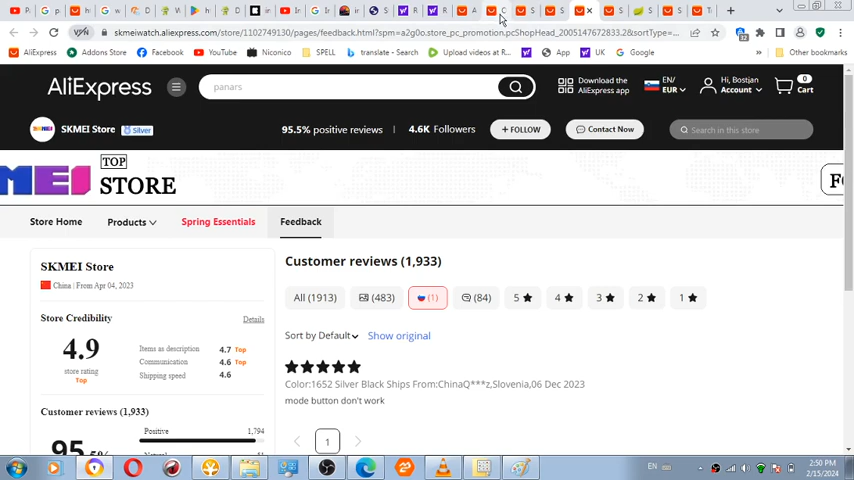 skmeiwatch.aliexpress.com/store/1102749130/pages/feedback.html?spm=a2g0o.store_pc_promotion.pcShopHead_2005147672833.2&sortType=...
AliExpress Addons Store Facebook YouTube Niconico SPELL translate - Search Upload videos at R... App UK Google » Other bookmarks
AliExpress panars Download the AliExpress app EN/ EUR Hi, Bostjan Account 0 Cart
SKMEI Store Silver 95.5% positive reviews 4.6K Followers + FOLLOW Contact Now Search in this store
MEI TOP STORE
Store Home Products Spring Essentials Feedback
SKMEI Store
China | From Apr 04, 2023
Store Credibility Details
4.9
store rating
Top
Items as description 4.7 Top
Communication 4.6 Top
Shipping speed 4.6
Customer reviews (1,933)
Positive 1,794
Customer reviews (1,933)
All (1913) (483) (1) (84) 5 4 3 2 1
Sort by Default Show original
Color:1652 Silver Black Ships From:ChinaQ***z,Slovenia,06 Dec 2023
mode button don't work
1
EN 2:50 PM
2/15/2024